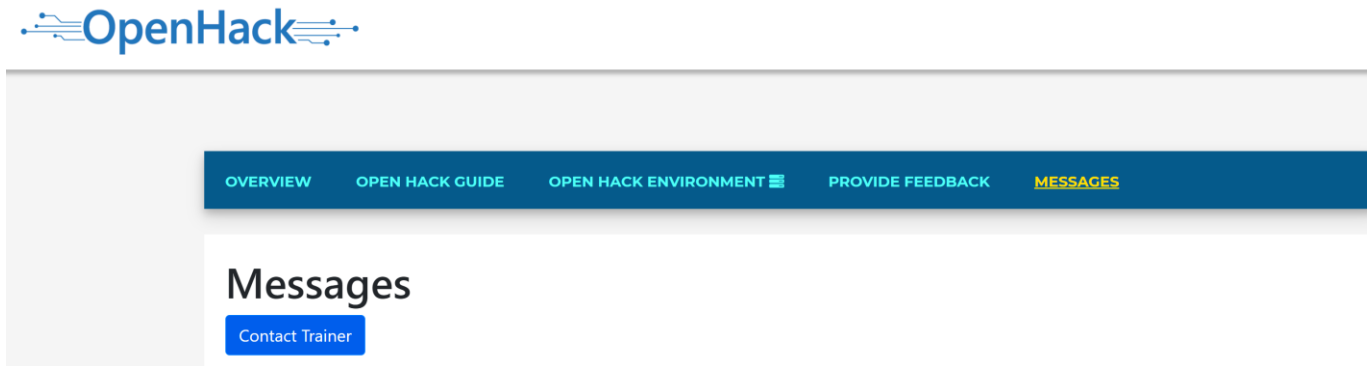 OpenHack
OVERVIEW OPEN HACK GUIDE OPEN HACK ENVIRONMENT PROVIDE FEEDBACK MESSAGES
Messages
Contact Trainer